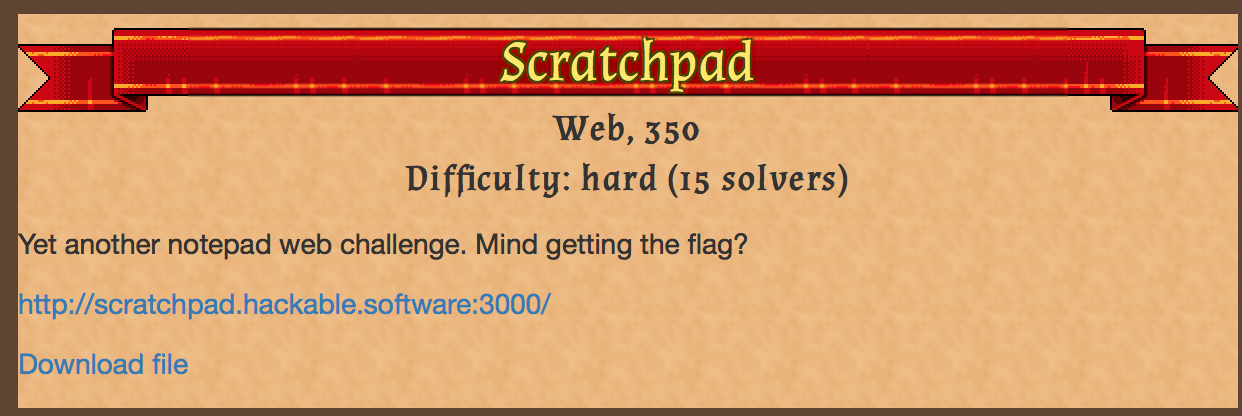 Scratchpad
Web, 350
Difficulty: hard (15 solvers)
Yet another notepad web challenge. Mind getting the flag?
http://scratchpad.hackable.software:3000/
Download file